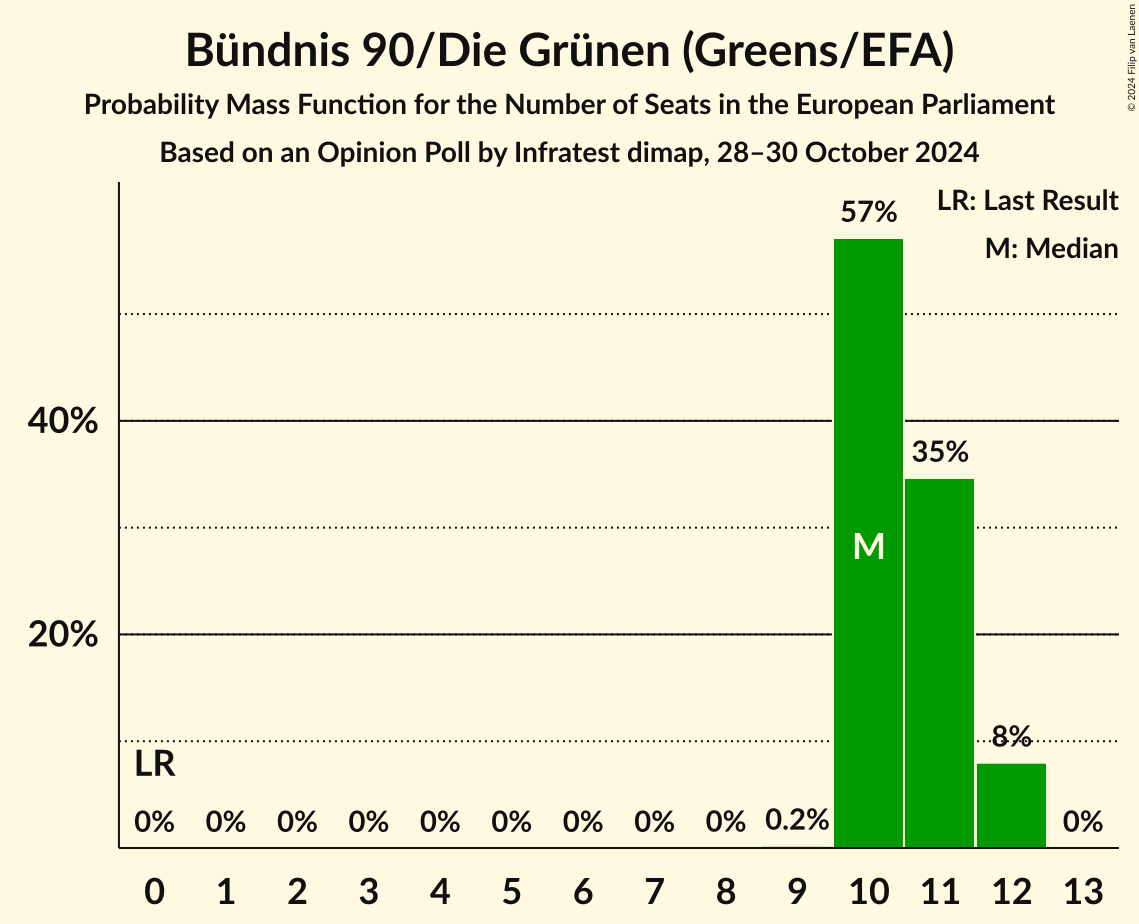 Bündnis 90/Die Grünen (Greens/EFA)
Probability Mass Function for the Number of Seats in the European Parliament
Based on an Opinion Poll by Infratest dimap, 28–30 October 2024
© 2024 Filip van Laenen
LR: Last Result
M: Median
57%
40%
35%
M
20%
8%
LR
0% 0% 0% 0% 0% 0% 0% 0% 0% 0.2% 0%
0 1 2 3 4 5 6 7 8 9 10 11 12 13